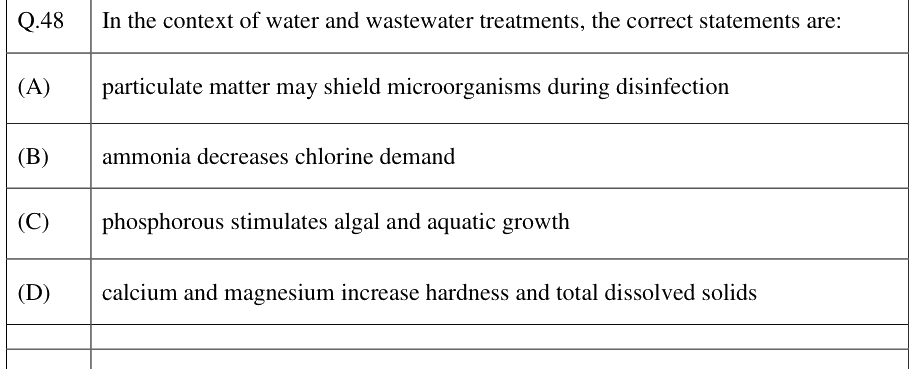 Q.48 In the context of water and wastewater treatments, the correct statements are:
(A) particulate matter may shield microorganisms during disinfection
(B) ammonia decreases chlorine demand
(C) phosphorous stimulates algal and aquatic growth
(D) calcium and magnesium increase hardness and total dissolved solids